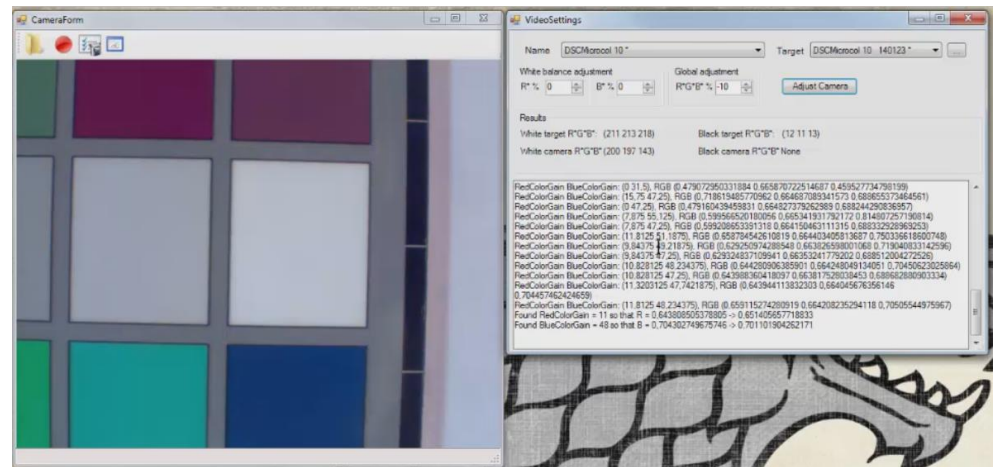 CameraForm
VideoSettings
Name DSCMicrocol 10 * Target DSCMicrocol 10 140123 * ...
White balance adjustment Global adjustment
R* % 0 B* % 0 R*G*B* % -10 Adjust Camera
Results
White target R*G*B*: (211 213 218) Black target R*G*B*: (12 11 13)
White camera R*G*B* (200 197 143) Black camera R*G*B* None
RedColorGain BlueColorGain: (0 31,5), RGB (0,479072950331884 0,665870722514687 0,459527734798199)
RedColorGain BlueColorGain: (15,75 47,25), RGB (0,718619485770962 0,664687089341573 0,688655373464561)
RedColorGain BlueColorGain: (0 47,25), RGB (0,479160439459831 0,664827379262989 0,688244290836957)
RedColorGain BlueColorGain: (7,875 55,125), RGB (0,599566520180056 0,665341931792172 0,814807257190814)
RedColorGain BlueColorGain: (7,875 47,25), RGB (0,599208653391318 0,664150463111315 0,688332928969253)
RedColorGain BlueColorGain: (11,8125 51,1875), RGB (0,658784542610819 0,664403405813687 0,750336618600748)
RedColorGain BlueColorGain: (9,84375 49,21875), RGB (0,629250974288548 0,663826598001068 0,719040833142596)
RedColorGain BlueColorGain: (9,84375 47,25), RGB (0,629324837109941 0,66353241779202 0,688512004272526)
RedColorGain BlueColorGain: (10,828125 48,234375), RGB (0,644280906385901 0,664248049134051 0,70450623025864)
RedColorGain BlueColorGain: (10,828125 47,25), RGB (0,643988360418097 0,663817528038453 0,689682880903334)
RedColorGain BlueColorGain: (11,3203125 47,7421875), RGB (0,643944113832303 0,664045676356146
0,704457462424659)
RedColorGain BlueColorGain: (11,8125 48,234375), RGB (0,659115274280919 0,664208235294118 0,70505544975967)
Found RedColorGain = 11 so that R = 0,643808505378805 -> 0,651405657718833
Found BlueColorGain = 48 so that B = 0,704302749675746 -> 0,701101904262171